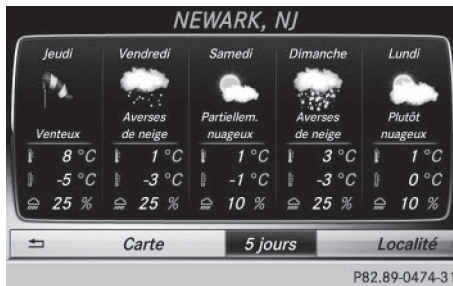 NEWARK, NJ
Jeudi Vendredi Samedi Dimanche Lundi
Averses Partiellem. Averses Plutôt
Venteux de neige nuageux de neige nuageux
8 °C 1 °C 1 °C 3 °C 1 °C
-5 °C -3 °C -1 °C -3 °C 0 °C
25 % 25 % 10 % 25 % 10 %
Carte 5 jours Localité
P82.89-0474-31